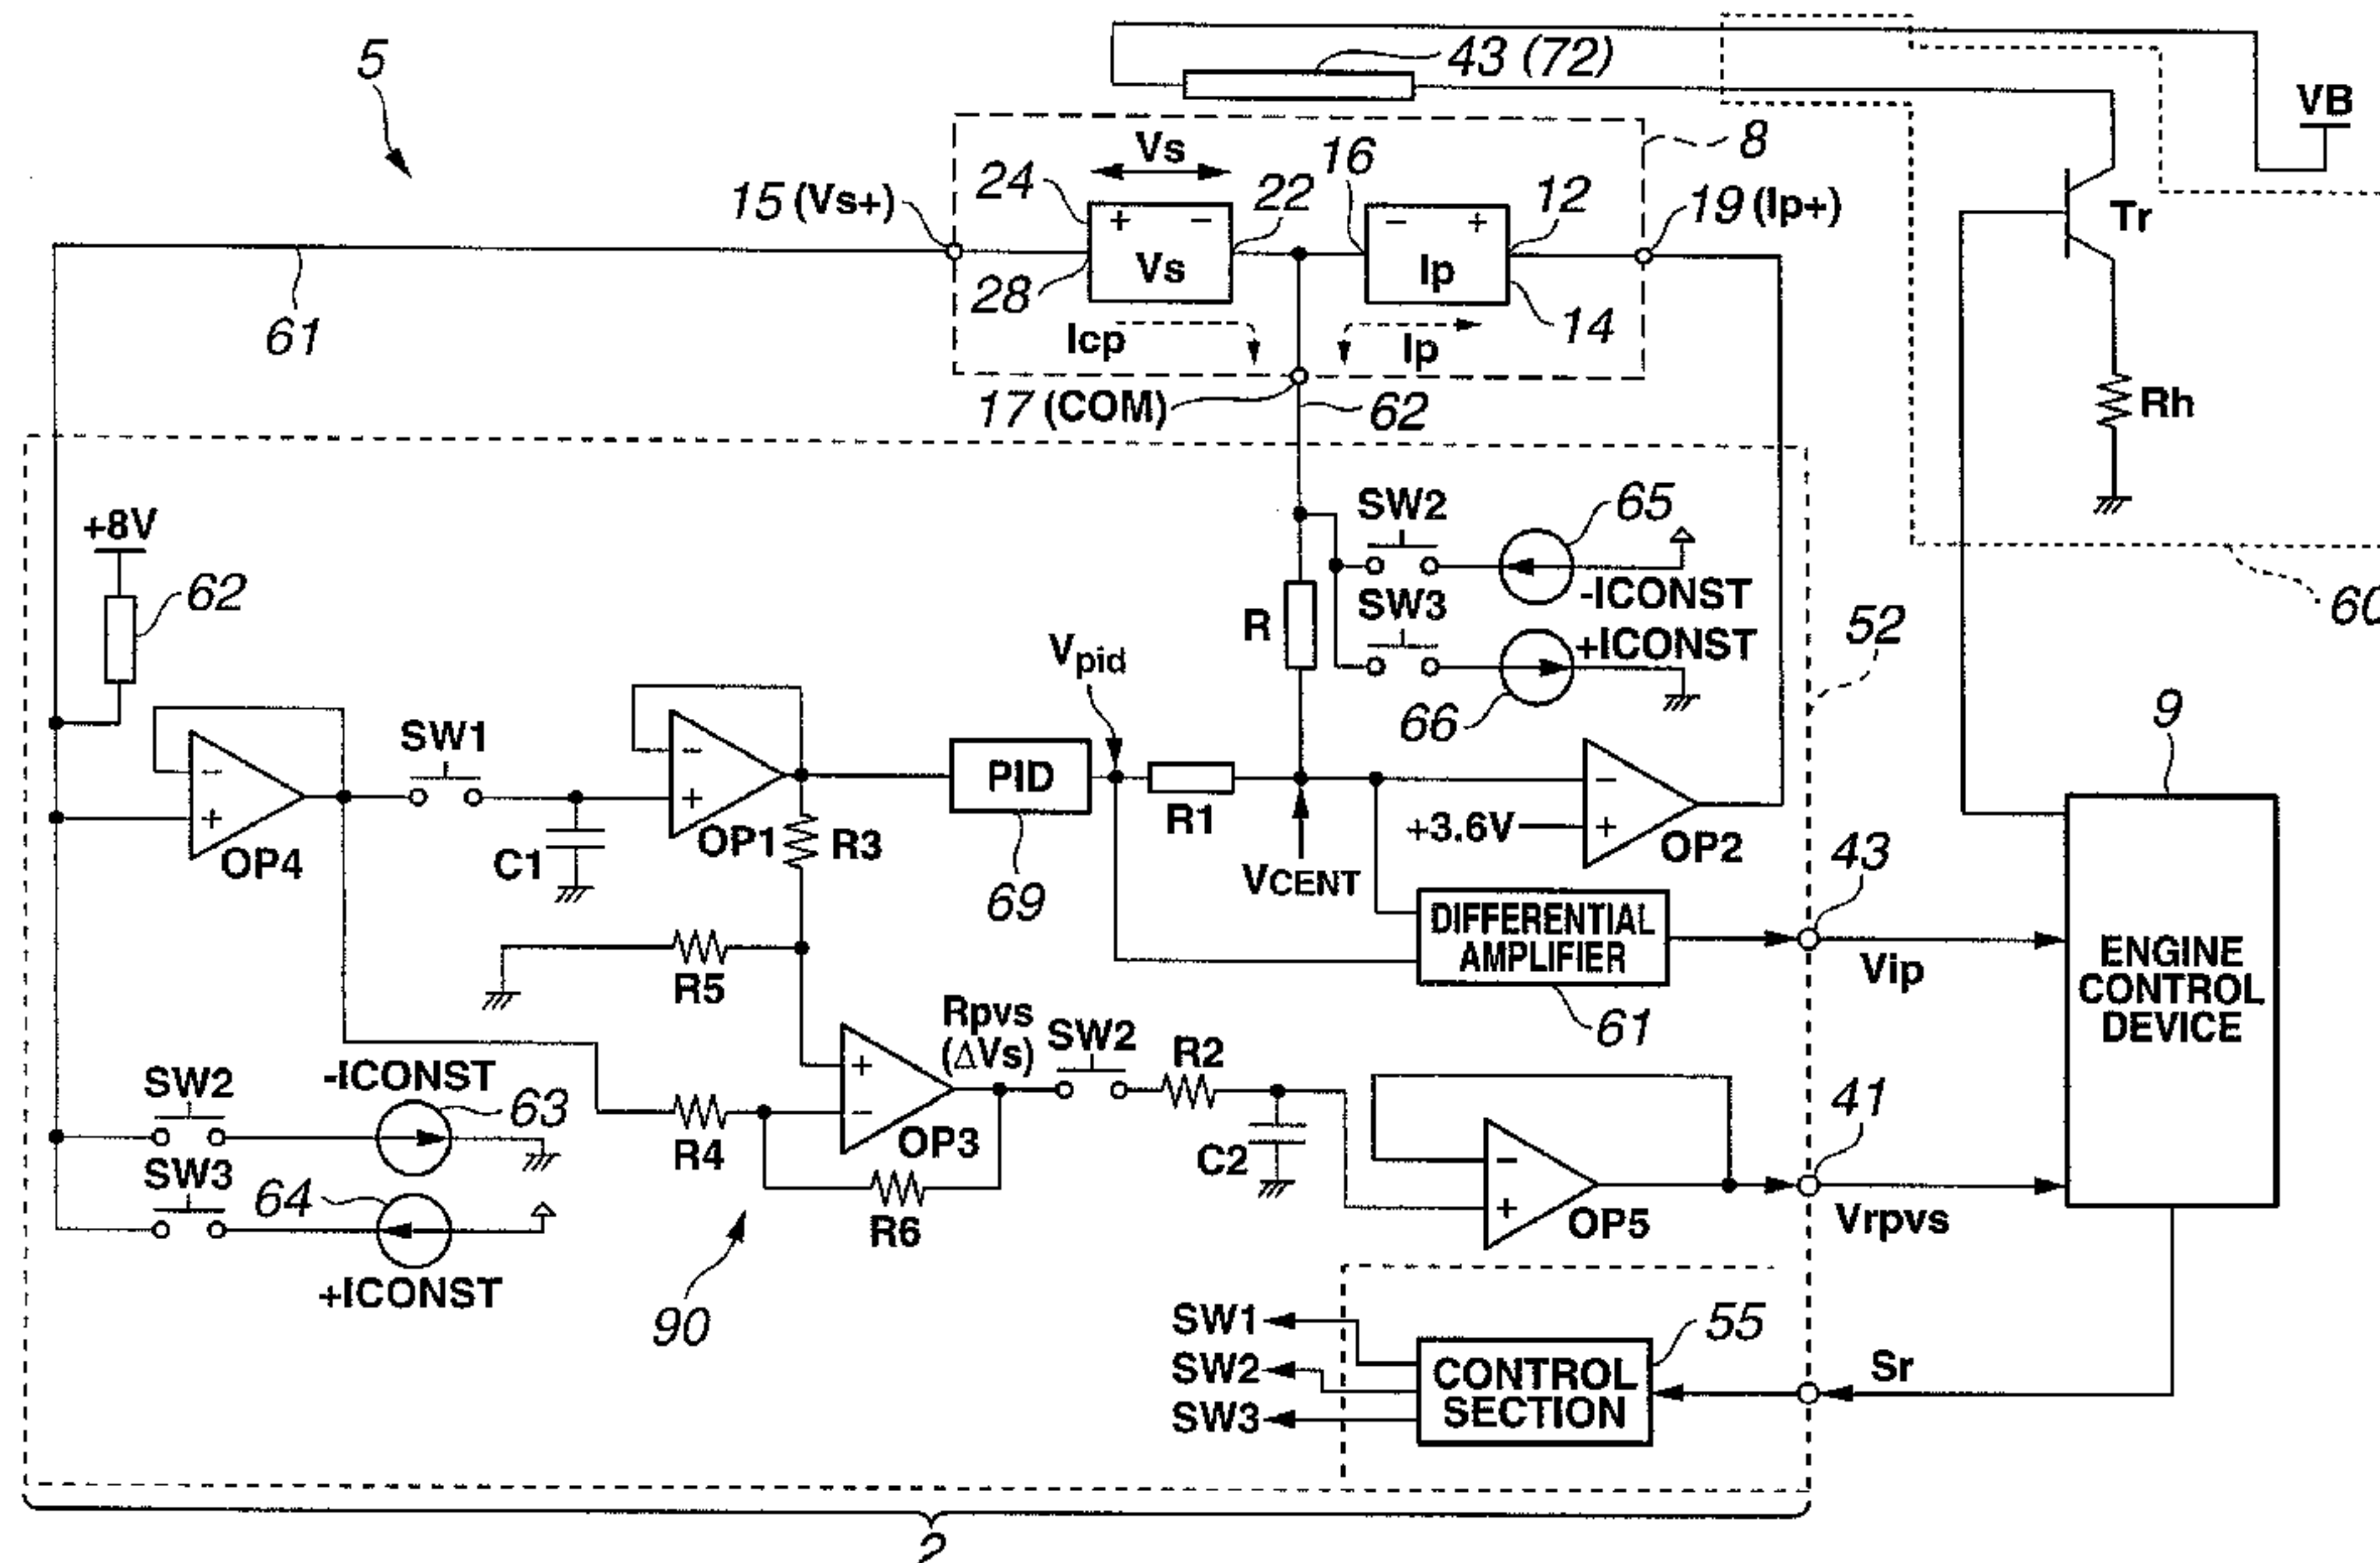 5
43 (72)
VB
8
Vs
24
16
22
12
15 (Vs+)
19 (Ip+)
Tr
+ −
− +
Vs
Ip
28
14
61
Icp
Ip
17 (COM)
62
Rh
+8V
SW2
65
62
-ICONST
SW3
R
+ICONST
60
52
Vpid
66
9
SW1
−
+
OP4
C1
−
+
OP1
R3
PID
69
R1
VCENT
+3.6V
−
+
OP2
43
DIFFERENTIAL
AMPLIFIER
61
Vip
ENGINE
CONTROL
DEVICE
R5
Rpvs
(ΔVs)
SW2
R2
SW2
-ICONST
63
R4
+
−
OP3
C2
41
SW3
64
+ICONST
R6
90
−
+
OP5
Vrpvs
SW1
SW2
SW3
CONTROL
SECTION
55
Sr
2